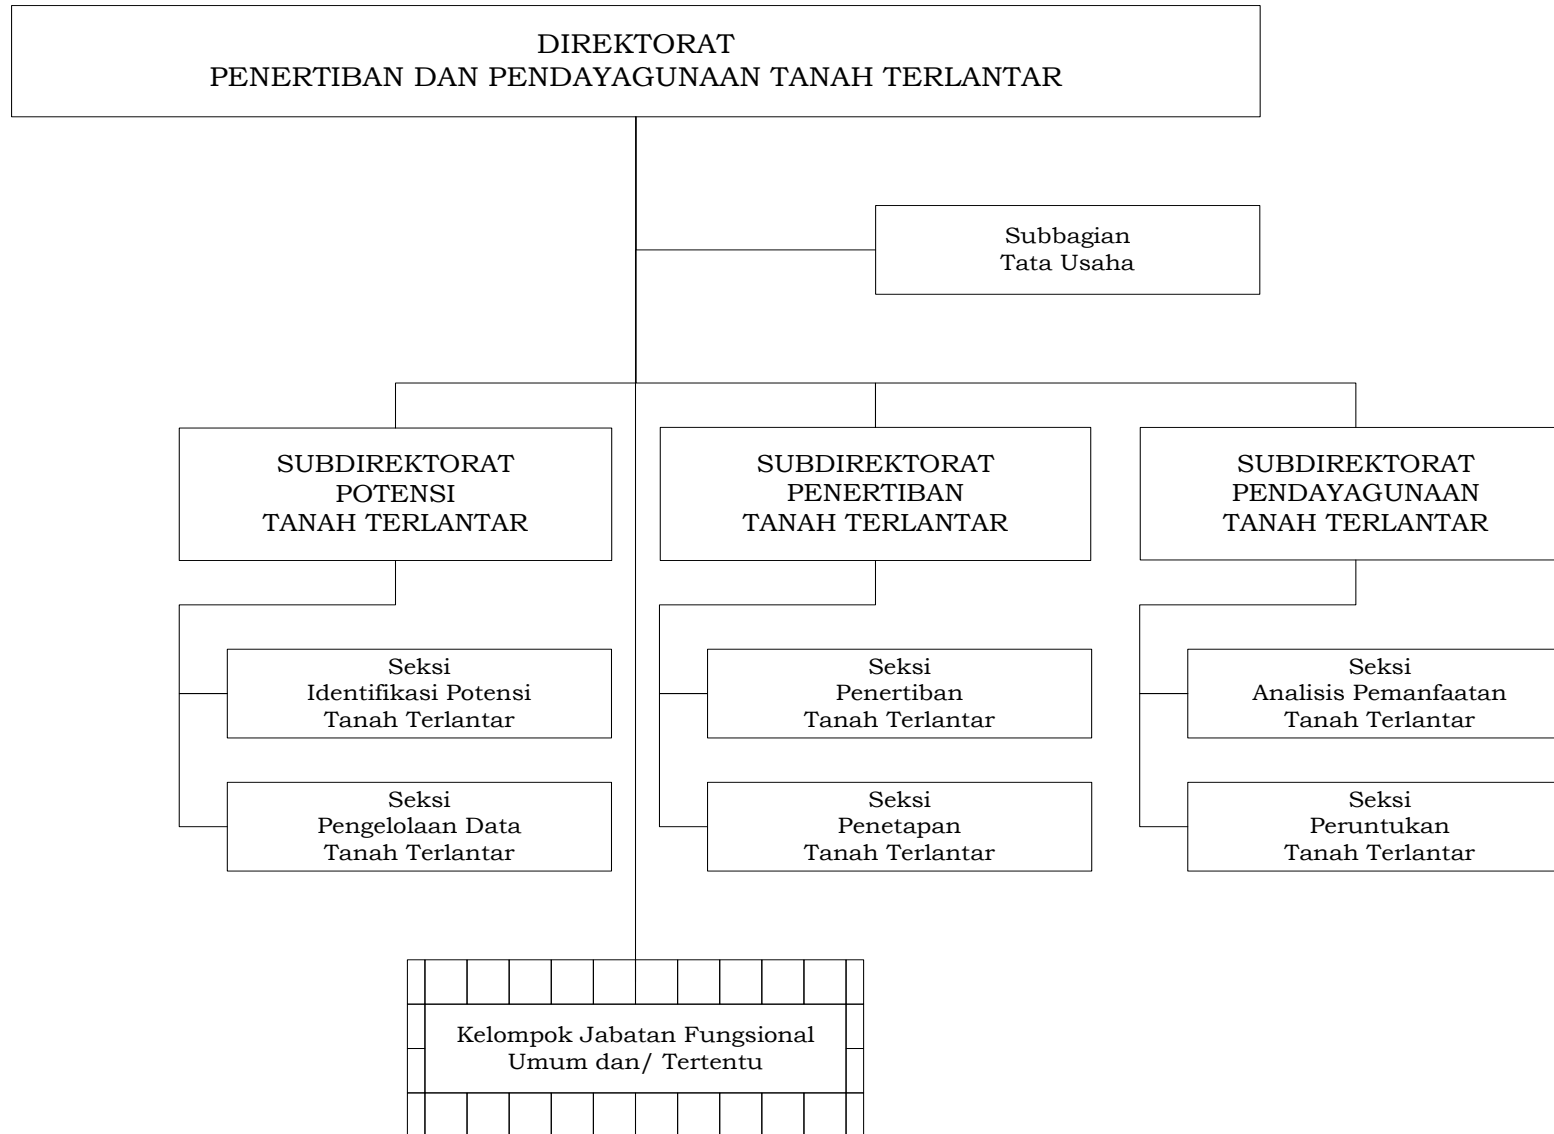 DIREKTORAT
PENERTIBAN DAN PENDAYAGUNAAN TANAH TERLANTAR
Subbagian
Tata Usaha
SUBDIREKTORAT
POTENSI
TANAH TERLANTAR
SUBDIREKTORAT
PENERTIBAN
TANAH TERLANTAR
SUBDIREKTORAT
PENDAYAGUNAAN
TANAH TERLANTAR
Seksi
Identifikasi Potensi
Tanah Terlantar
Seksi
Penertiban
Tanah Terlantar
Seksi
Analisis Pemanfaatan
Tanah Terlantar
Seksi
Pengelolaan Data
Tanah Terlantar
Seksi
Penetapan
Tanah Terlantar
Seksi
Peruntukan
Tanah Terlantar
Kelompok Jabatan Fungsional
Umum dan/ Tertentu